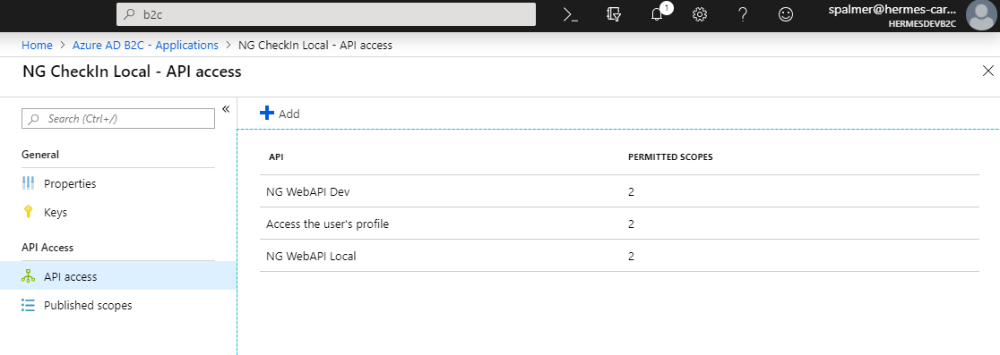 b2c
1
spalmer@hermes-car...
HERMESDEVB2C
Home > Azure AD B2C - Applications > NG CheckIn Local - API access
NG CheckIn Local - API access
Search (Ctrl+/)
«
General
Properties
Keys
API Access
API access
Published scopes
Add
API PERMITTED SCOPES
NG WebAPI Dev 2
Access the user's profile 2
NG WebAPI Local 2